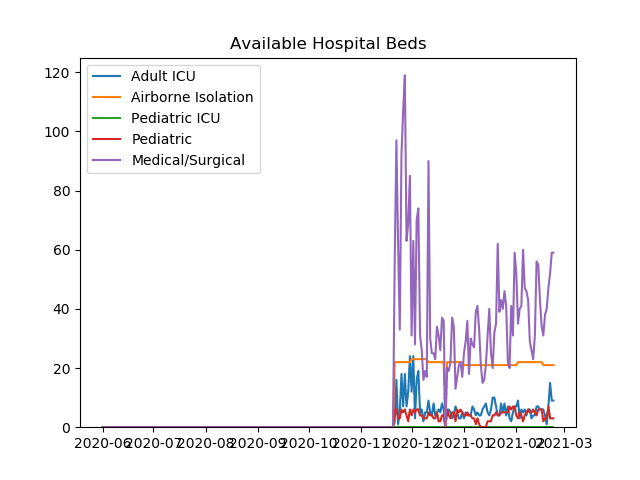 Available Hospital Beds
Adult ICU
Airborne Isolation
Pediatric ICU
Pediatric
Medical/Surgical
120
100
80
60
40
20
0
2020-06
2020-07
2020-08
2020-09
2020-10
2020-11
2020-12
2021-01
2021-02
2021-03